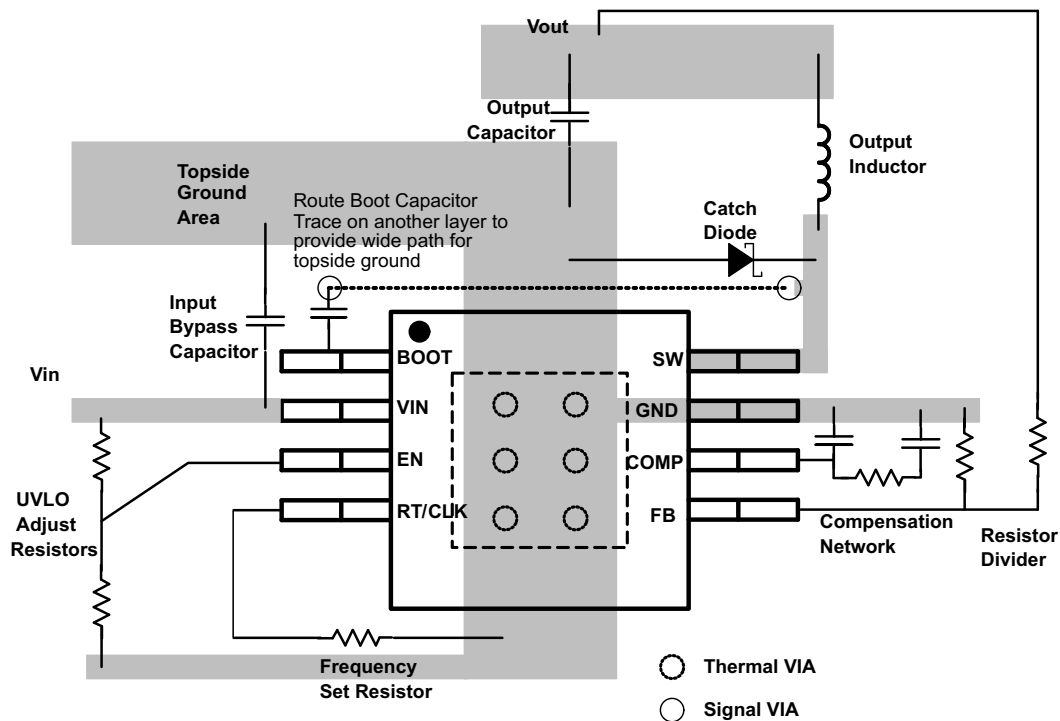 Vout
Output
Capacitor
Output
Inductor
Topside
Ground
Area
Route Boot Capacitor
Trace on another layer to
provide wide path for
topside ground
Catch
Diode
Input
Bypass
Capacitor
Vin
BOOT
VIN
EN
RT/CLK
SW
GND
COMP
FB
UVLO
Adjust
Resistors
Compensation
Network
Resistor
Divider
Frequency
Set Resistor
Thermal VIA
Signal VIA